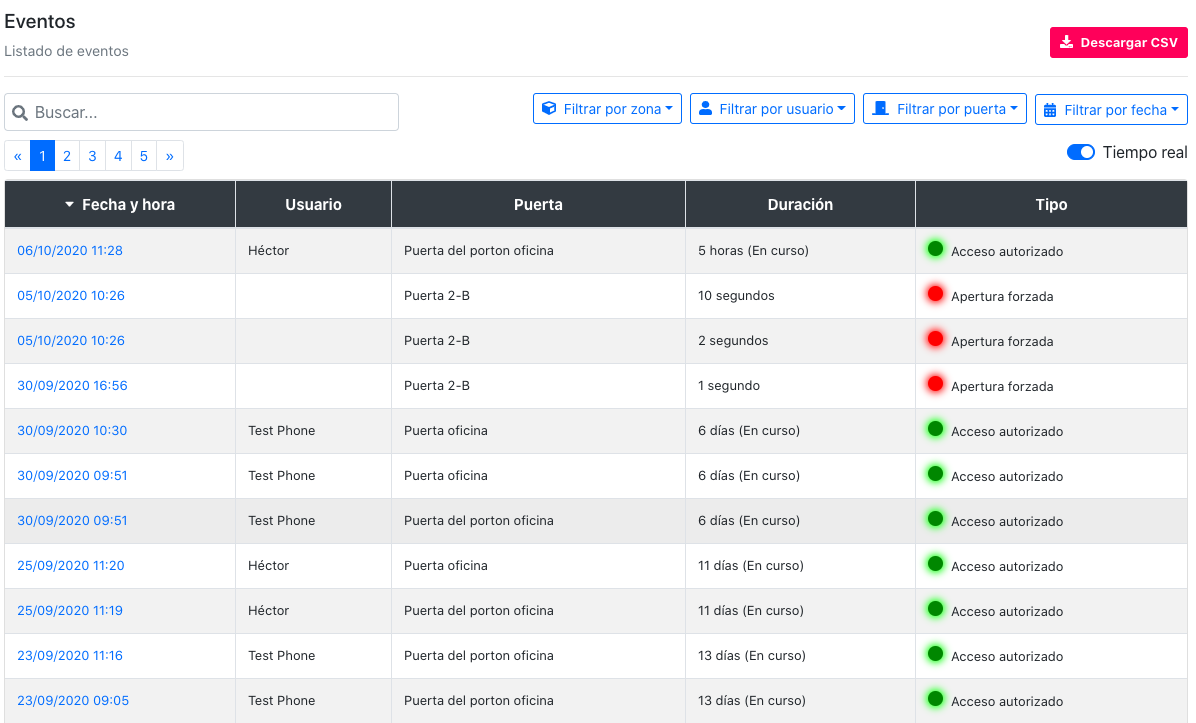 Eventos
Listado de eventos
Descargar CSV
Buscar...
Filtrar por zona
Filtrar por usuario
Filtrar por puerta
Filtrar por fecha
« 1 2 3 4 5 »
Tiempo real
Fecha y hora Usuario Puerta Duración Tipo
06/10/2020 11:28 Héctor Puerta del porton oficina 5 horas (En curso) Acceso autorizado
05/10/2020 10:26 Puerta 2-B 10 segundos Apertura forzada
05/10/2020 10:26 Puerta 2-B 2 segundos Apertura forzada
30/09/2020 16:56 Puerta 2-B 1 segundo Apertura forzada
30/09/2020 10:30 Test Phone Puerta oficina 6 días (En curso) Acceso autorizado
30/09/2020 09:51 Test Phone Puerta oficina 6 días (En curso) Acceso autorizado
30/09/2020 09:51 Test Phone Puerta del porton oficina 6 días (En curso) Acceso autorizado
25/09/2020 11:20 Héctor Puerta oficina 11 días (En curso) Acceso autorizado
25/09/2020 11:19 Héctor Puerta del porton oficina 11 días (En curso) Acceso autorizado
23/09/2020 11:16 Test Phone Puerta del porton oficina 13 días (En curso) Acceso autorizado
23/09/2020 09:05 Test Phone Puerta del porton oficina 13 días (En curso) Acceso autorizado